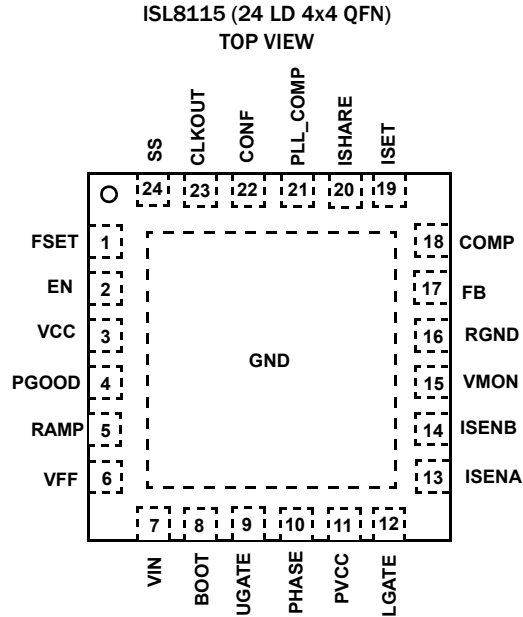 ISL8115 (24 LD 4x4 QFN)
TOP VIEW
SS
CLKOUT
CONF
PLL_COMP
ISHARE
ISET
24
23
22
21
20
19
FSET 1
EN 2
VCC 3
PGOOD 4
RAMP 5
VFF 6
GND
18 COMP
17 FB
16 RGND
15 VMON
14 ISENB
13 ISENA
7
8
9
10
11
12
VIN
BOOT
UGATE
PHASE
PVCC
LGATE